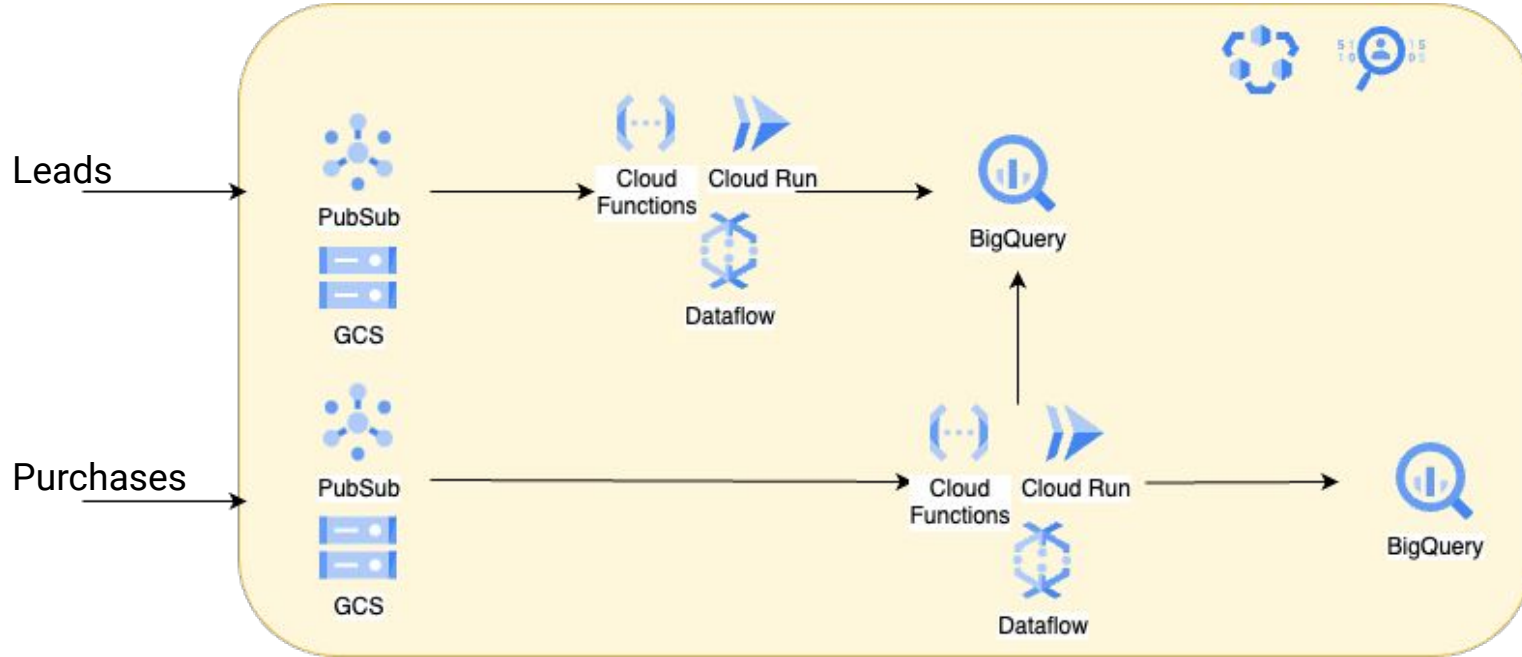 Leads
PubSub
GCS
Cloud
Functions
Cloud Run
Dataflow
BigQuery
Purchases
PubSub
GCS
Cloud
Functions
Cloud Run
Dataflow
BigQuery